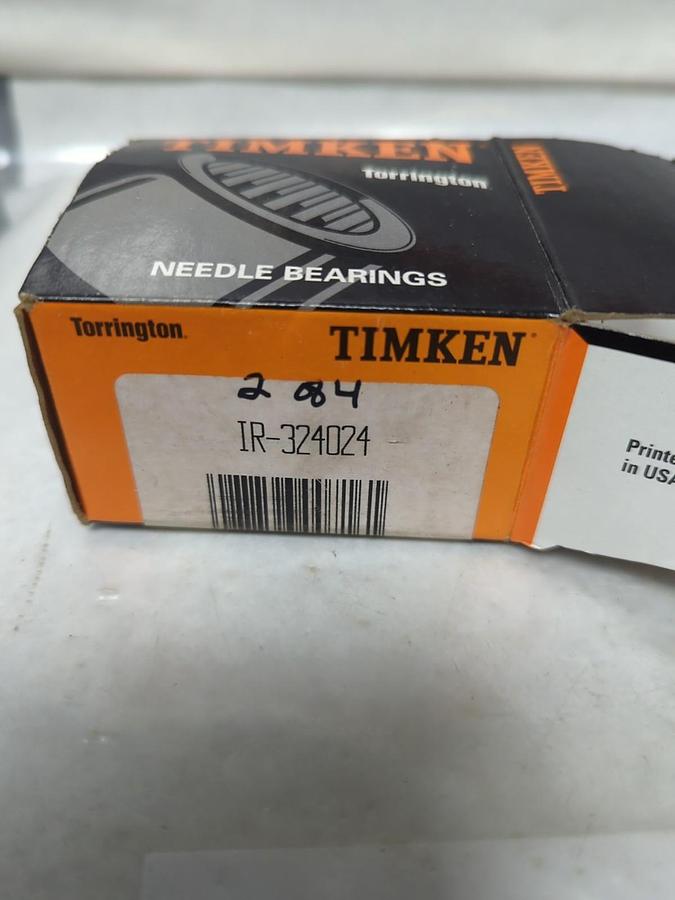 TIMKEN
Torrington
TIMKEN
NEEDLE BEARINGS
Torrington.
TIMKEN
2 84
IR-324024
Printe
in USA